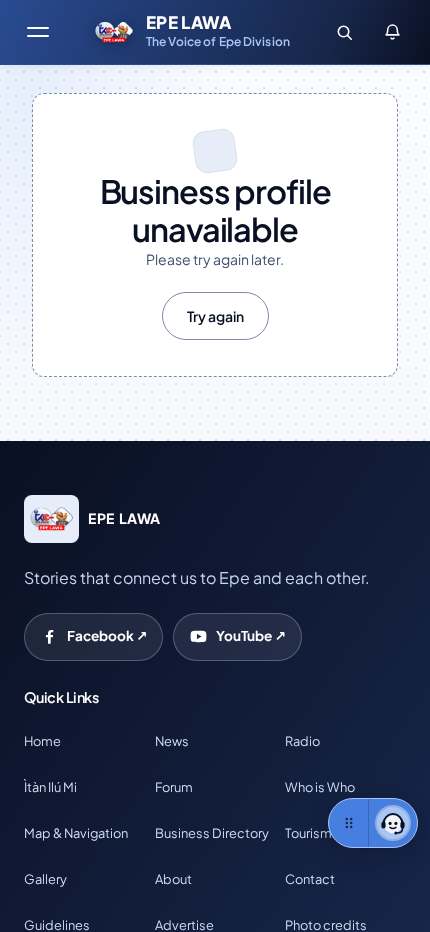 EPE LAWA
The Voice of Epe Division
Business profile
unavailable
Please try again later.
Try again
EPE LAWA
Stories that connect us to Epe and each other.
Facebook ↗
YouTube ↗
Quick Links
Home
News
Radio
Ìtàn Ilú Mi
Forum
Who is Who
Map & Navigation
Business Directory
Tourism
Gallery
About
Contact
Guidelines
Advertise
Photo credits